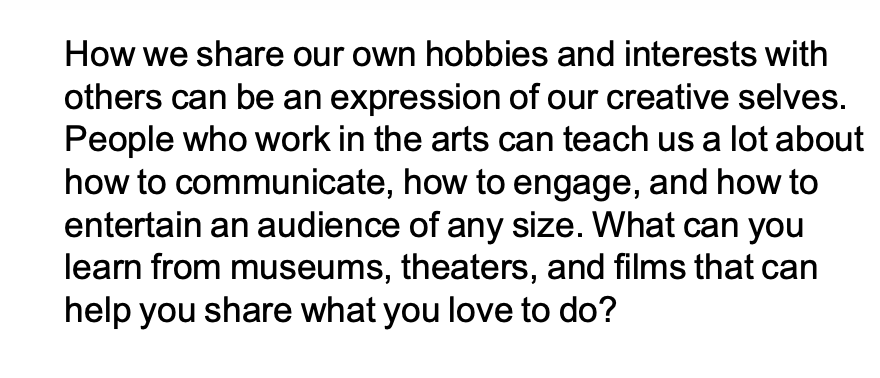 How we share our own hobbies and interests with
others can be an expression of our creative selves.
People who work in the arts can teach us a lot about
how to communicate, how to engage, and how to
entertain an audience of any size. What can you
learn from museums, theaters, and films that can
help you share what you love to do?